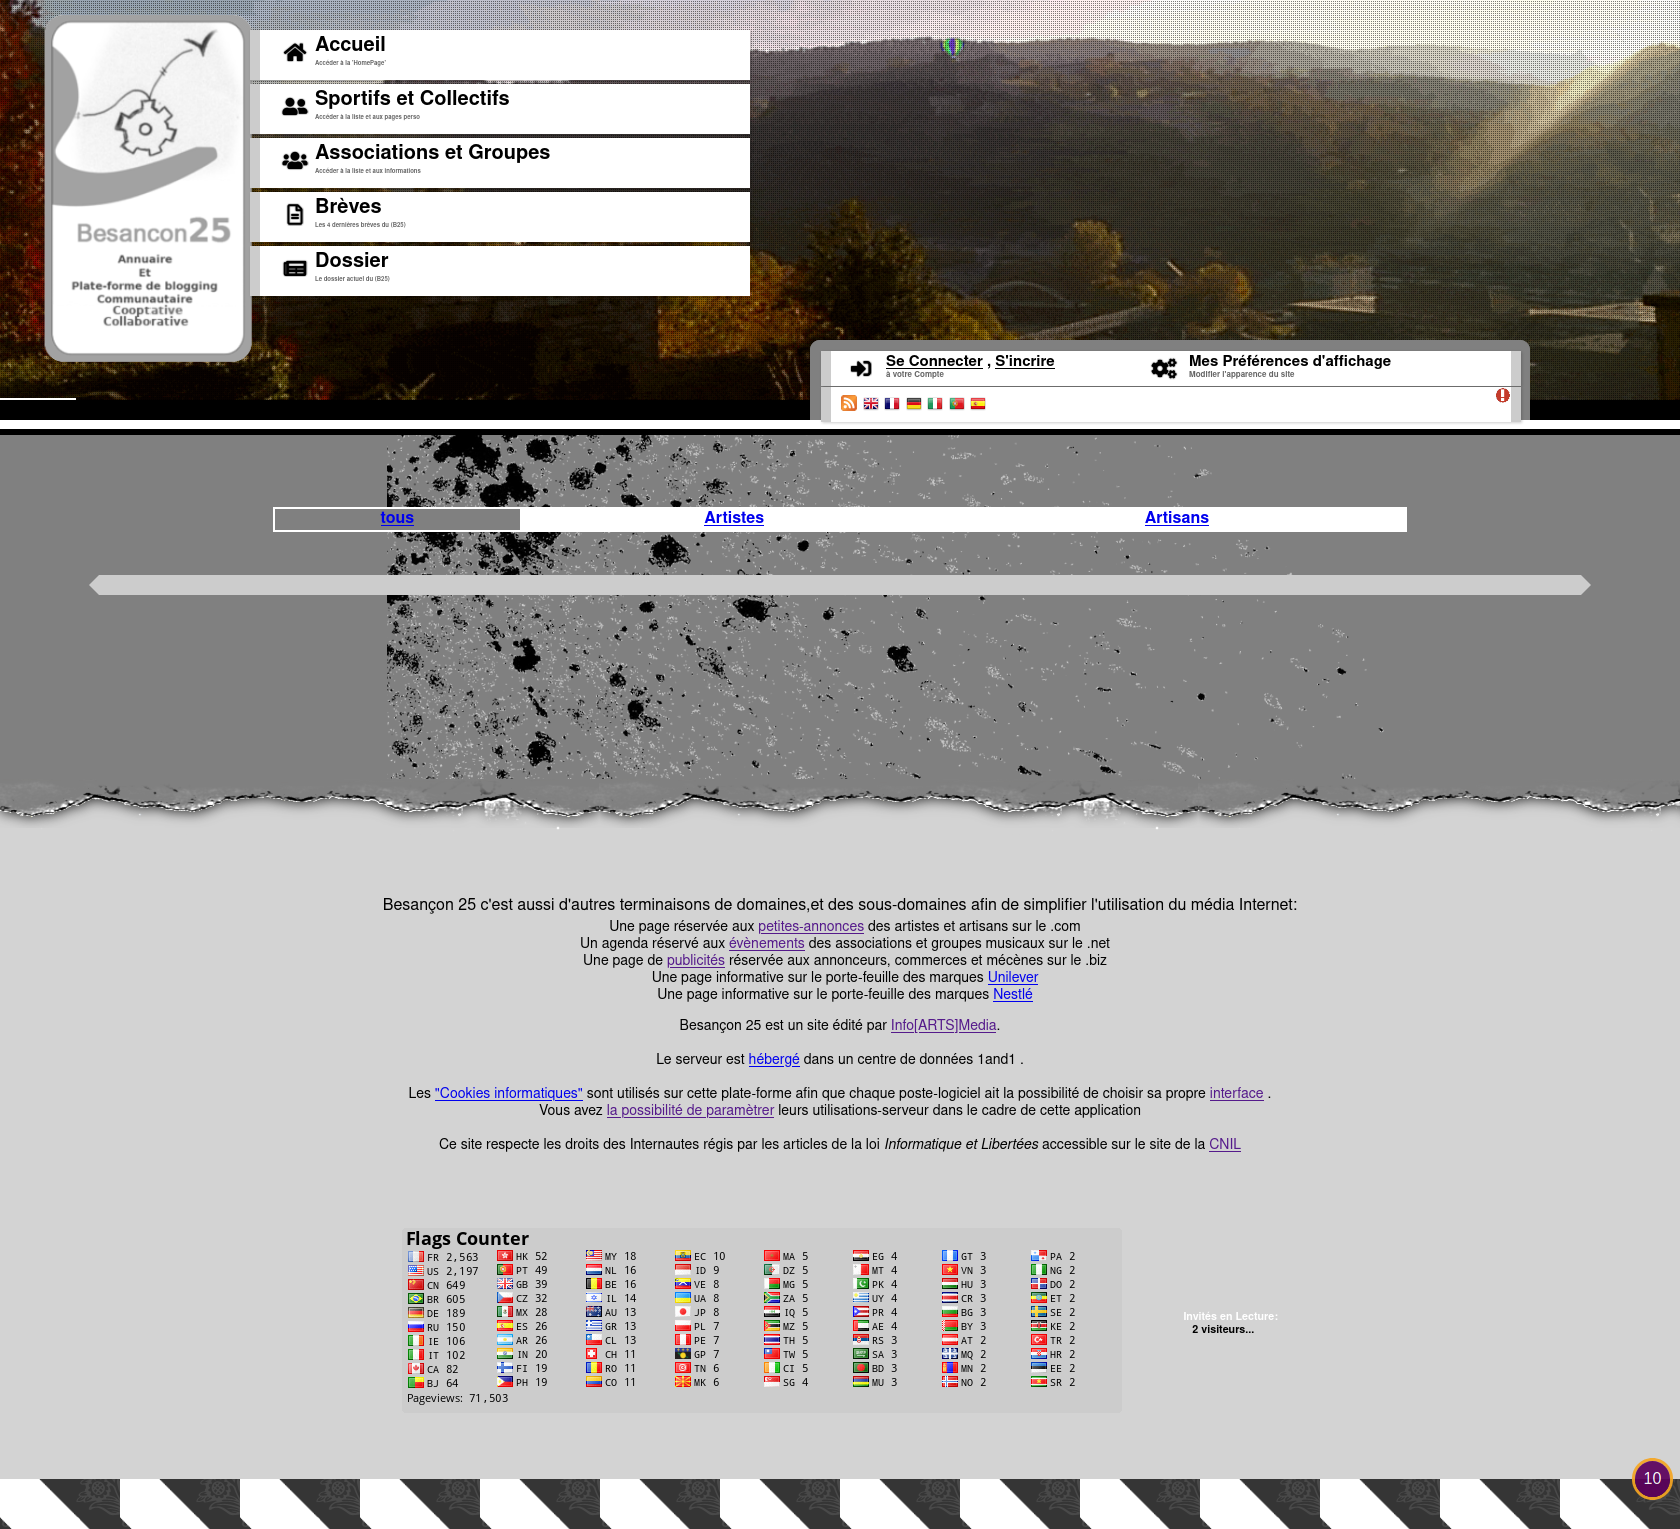 Besancon25
Annuaire
Et
Plate-forme de blogging
Communautaire
Cooptative
Collaborative
Accueil
Accéder à la 'HomePage'
Sportifs et Collectifs
Accéder à la liste et aux pages perso
Associations et Groupes
Accéder à la liste et aux informations
Brèves
Les 4 dernières brèves du (B25)
Dossier
Le dossier actuel du (B25)
Se Connecter , S'incrire
à votre Compte
Mes Préférences d'affichage
Modifier l'apparence du site
tous Artistes Artisans
Besançon 25 c'est aussi d'autres terminaisons de domaines,et des sous-domaines afin de simplifier l'utilisation du média Internet:
Une page réservée aux petites-annonces des artistes et artisans sur le .com
Un agenda réservé aux évènements des associations et groupes musicaux sur le .net
Une page de publicités réservée aux annonceurs, commerces et mécènes sur le .biz
Une page informative sur le porte-feuille des marques Unilever
Une page informative sur le porte-feuille des marques Nestlé
Besançon 25 est un site édité par Info[ARTS]Media.
Le serveur est hébergé dans un centre de données 1and1 .
Les "Cookies informatiques" sont utilisés sur cette plate-forme afin que chaque poste-logiciel ait la possibilité de choisir sa propre interface .
Vous avez la possibilité de paramètrer leurs utilisations-serveur dans le cadre de cette application
Ce site respecte les droits des Internautes régis par les articles de la loi Informatique et Libertées accessible sur le site de la CNIL
Flags Counter
FR 2,563 HK 52 MY 18 EC 10 MA 5 EG 4 GT 3 PA 2
US 2,197 PT 49 NL 16 ID 9 DZ 5 MT 4 VN 3 NG 2
CN 649 GB 39 BE 16 VE 8 MG 5 PK 4 HU 3 DO 2
BR 605 CZ 32 IL 14 UA 8 ZA 5 UY 4 CR 3 ET 2
DE 189 MX 28 AU 13 JP 8 IQ 5 PR 4 BG 3 SE 2
RU 150 ES 26 GR 13 PL 7 MZ 5 AE 4 BY 3 KE 2
IE 106 AR 26 CL 13 PE 7 TH 5 RS 3 AT 2 TR 2
IT 102 IN 20 CH 11 GP 7 TW 5 SA 3 MQ 2 HR 2
CA 82 FI 19 RO 11 TN 6 CI 5 BD 3 MN 2 EE 2
BJ 64 PH 19 CO 11 MK 6 SG 4 MU 3 NO 2 SR 2
Pageviews: 71,503
Invités en Lecture:
2 visiteurs...
10